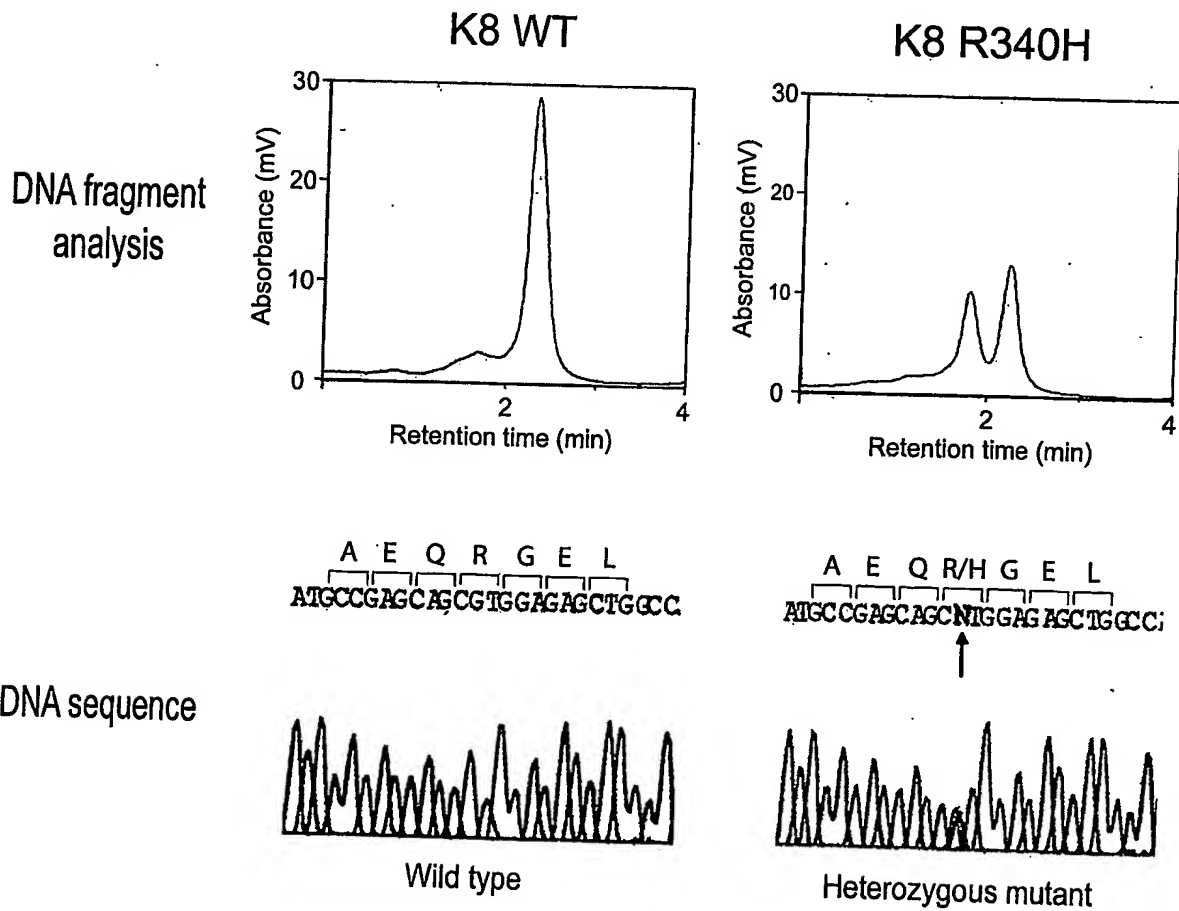 K8 WT
K8 R340H
DNA fragment
analysis
Absorbance (mV)
30
20
10
0
2
4
Retention time (min)
Absorbance (mV)
30
20
10
0
2
4
Retention time (min)
A E Q R G E L
ATGCCGAGCAGCGTGGAGAGCTGGCC
A E Q R/H G E L
ATGCCGAGCAGCNTGGAGAGCTGGCC
DNA sequence
Wild type
Heterozygous mutant